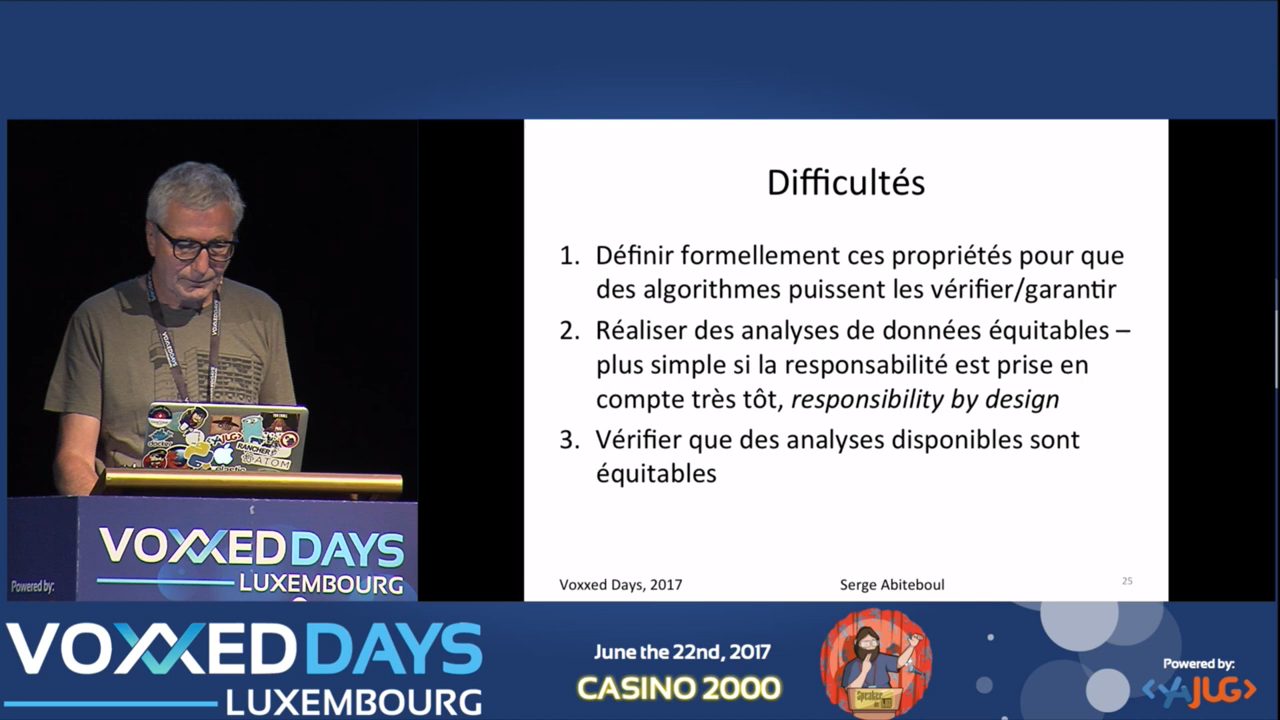 Difficultés
1. Définir formellement ces propriétés pour que
des algorithmes puissent les vérifier/garantir
2. Réaliser des analyses de données équitables –
plus simple si la responsabilité est prise en
compte très tôt, responsibility by design
3. Vérifier que des analyses disponibles sont
équitables
Voxxed Days, 2017
Serge Abiteboul
25
RANCHER
ATOM
VOXXED DAYS
LUXEMBOURG
Powered by:
VOXXED DAYS
LUXEMBOURG
June the 22nd, 2017
CASINO 2000
Speaker
Powered by:
YAJUG